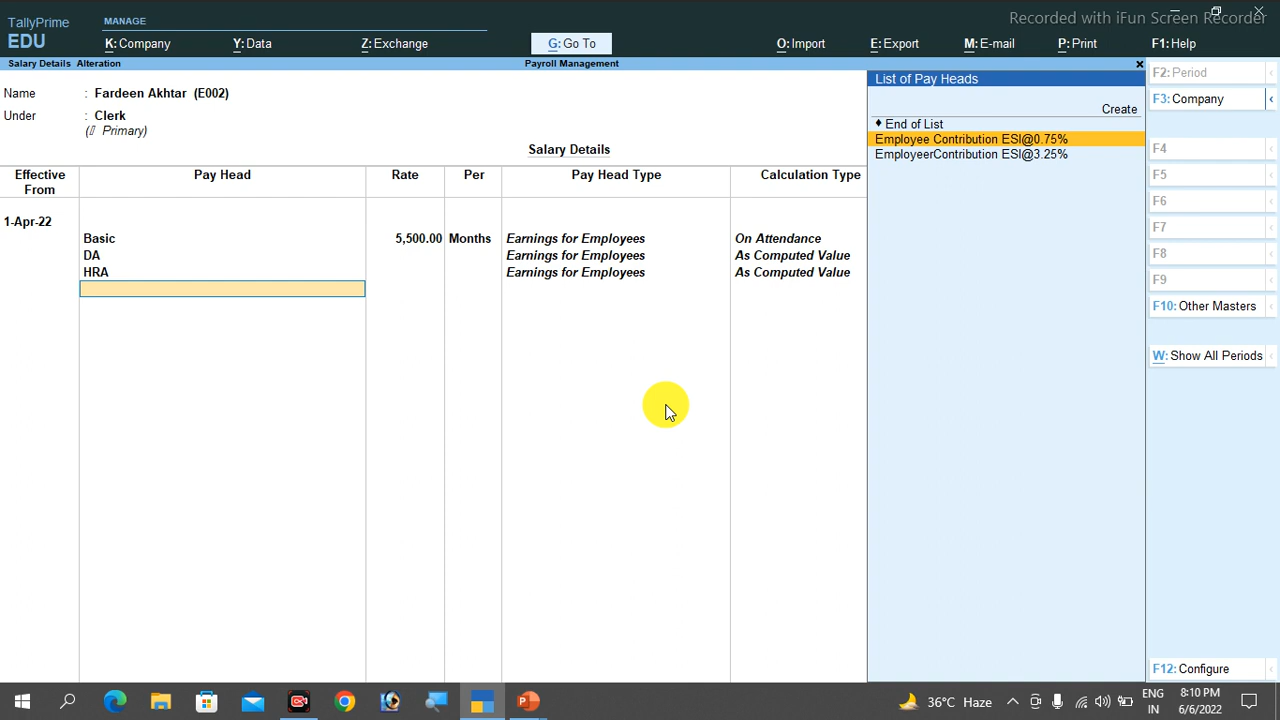 Recorded with iFun Screen Recorder
TallyPrime
EDU
MANAGE
K: Company
Y: Data
Z: Exchange
G: Go To
O: Import
E: Export
M: E-mail
P: Print
F1: Help
Salary Details Alteration
Payroll Management
Name : Fardeen Akhtar (E002)
Under : Clerk
Primary)
Salary Details
Effective From
Pay Head
Rate
Per
Pay Head Type
Calculation Type
1-Apr-22
Basic 5,500.00 Months Earnings for Employees On Attendance
DA Earnings for Employees As Computed Value
HRA Earnings for Employees As Computed Value
List of Pay Heads
Create
♦ End of List
Employee Contribution ESI@0.75%
EmployeerContribution ESI@3.25%
F2: Period
F3: Company
F4
F5
F6
F7
F8
F9
F10: Other Masters
W: Show All Periods
F12: Configure
36°C Haze
ENG
IN
8:10 PM
6/6/2022